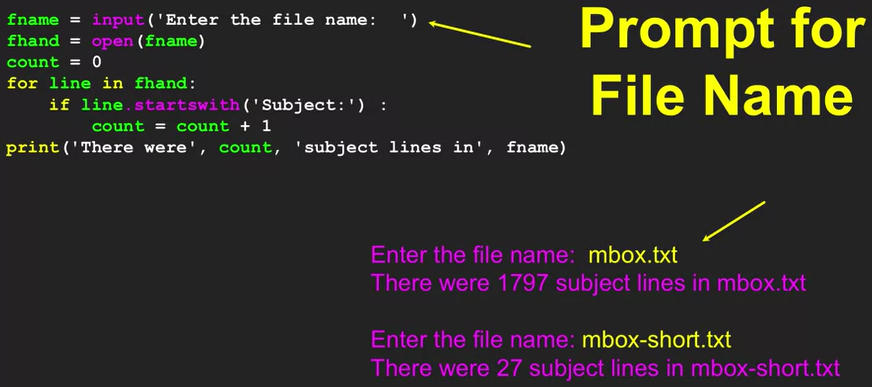 fname = input('Enter the file name:  ')
fhand = open(fname)
count = 0
for line in fhand:
    if line.startswith('Subject:') :
        count = count + 1
print('There were', count, 'subject lines in', fname)
Prompt for
File Name
Enter the file name:  mbox.txt
There were 1797 subject lines in mbox.txt
Enter the file name: mbox-short.txt
There were 27 subject lines in mbox-short.txt